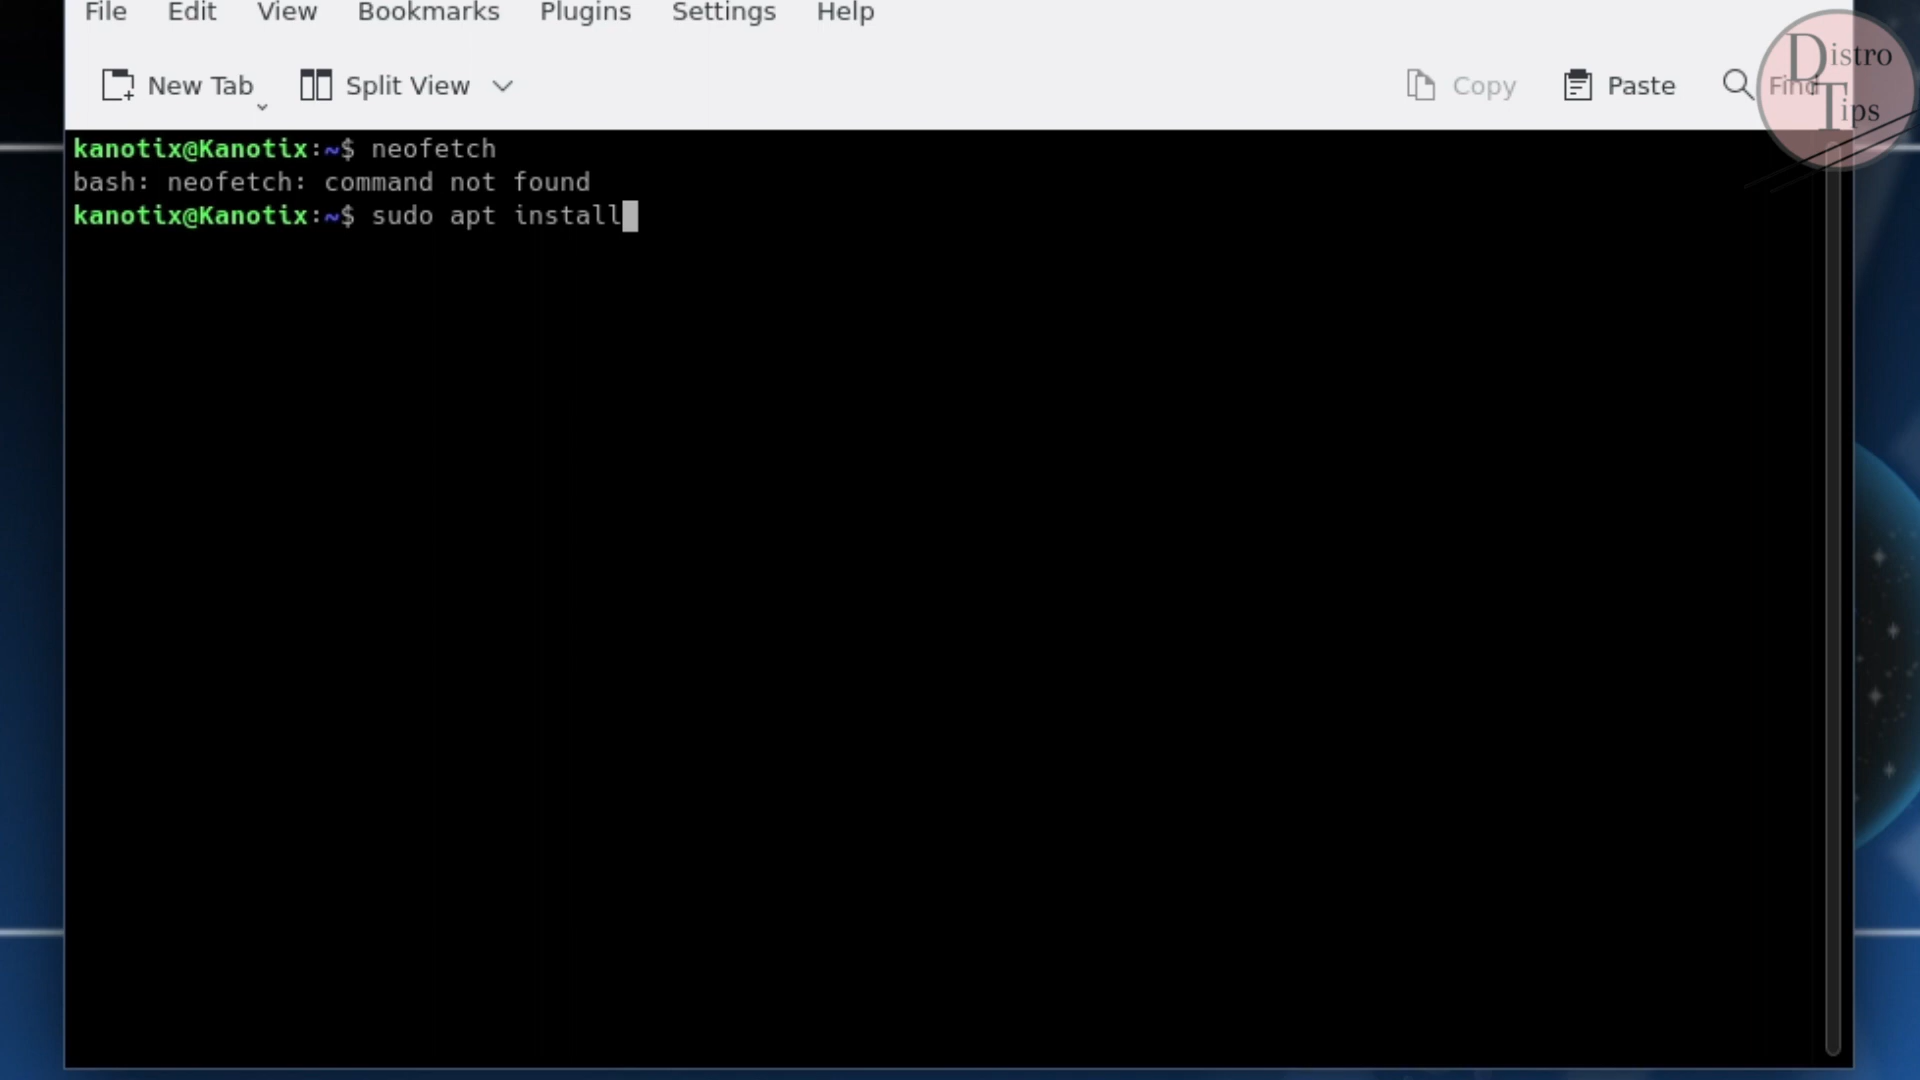 File Edit View Bookmarks Plugins Settings Help
New Tab Split View Copy Paste Find
Distro
Tips
kanotix@Kanotix:~$ neofetch
bash: neofetch: command not found
kanotix@Kanotix:~$ sudo apt install